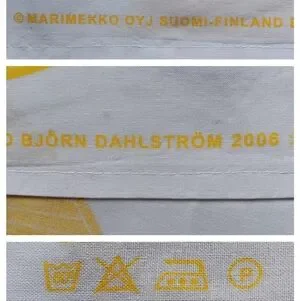 © MARIMEKKO OYJ SUOMI-FINLAND
BJÖRN DAHLSTRÖM 2006
P